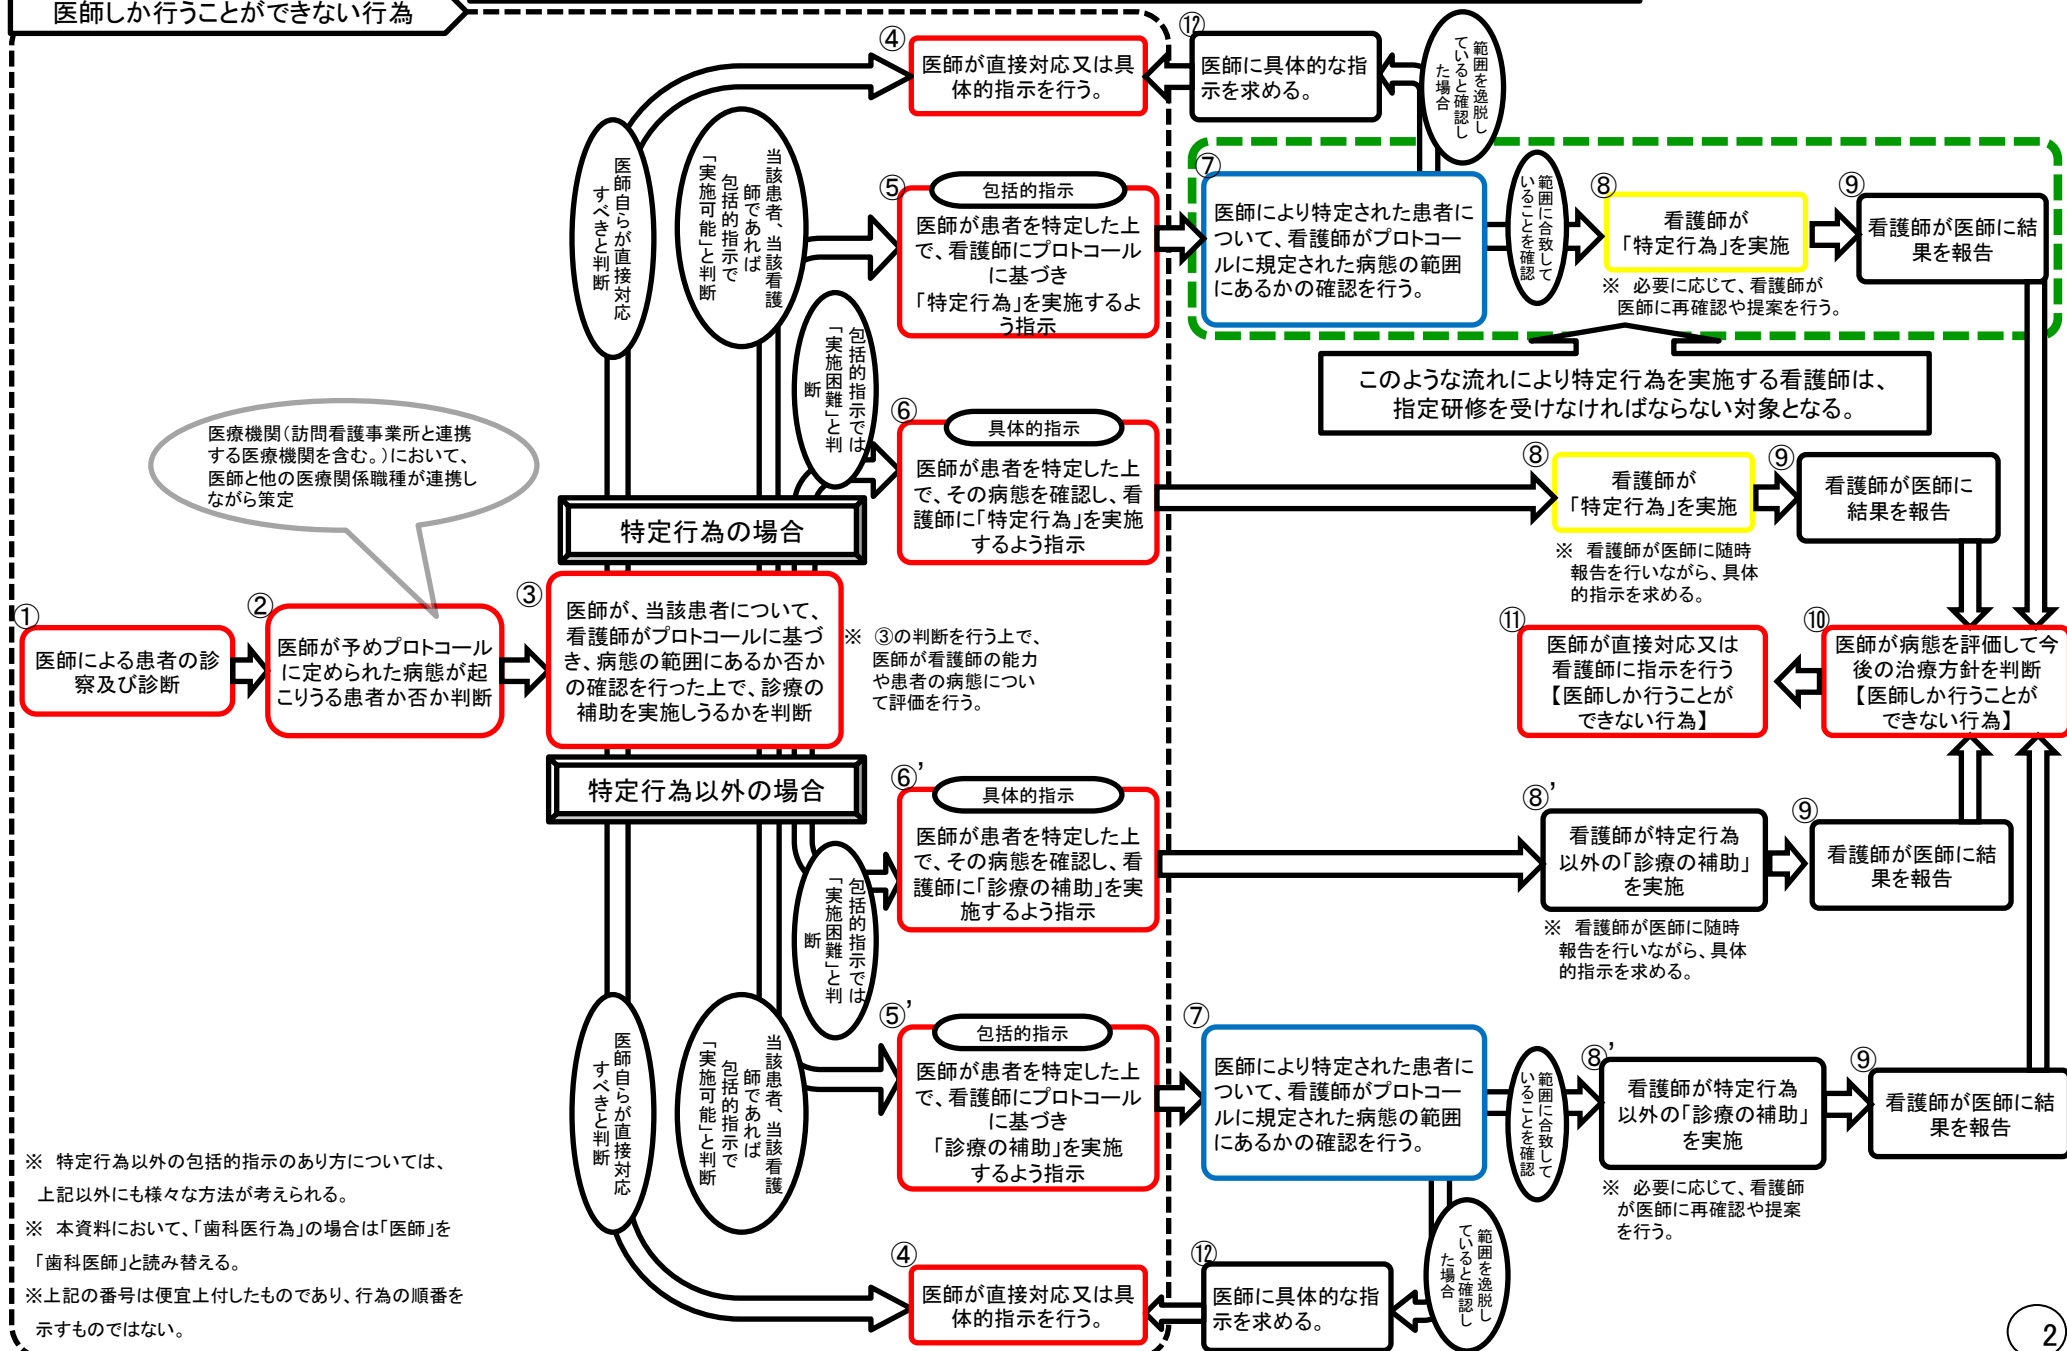 医師しか行うことができない行為
④
医師が直接対応又は具
体的指示を行う。
⑫
医師に具体的な指
示を求める。
範囲を逸脱し
ていると確認し
た場合
医師自らが直接対応
すべきと判断
当該患者、当該看護
師であれば
包括的指示で
「実施可能」と判断
⑤
包括的指示
医師が患者を特定した上
で、看護師にプロトコール
に基づき
「特定行為」を実施するよ
う指示
⑦
医師により特定された患者に
ついて、看護師がプロトコー
ルに規定された病態の範囲
にあるかの確認を行う。
範囲に合致して
いることを確認
⑧
看護師が
「特定行為」を実施
※ 必要に応じて、看護師が
医師に再確認や提案を行う。
⑨
看護師が医師に結
果を報告
このような流れにより特定行為を実施する看護師は、
指定研修を受けなければならない対象となる。
包括的指示では
「実施困難」と判
断
⑥
具体的指示
医師が患者を特定した上
で、その病態を確認し、看
護師に「特定行為」を実施
するよう指示
⑧
看護師が
「特定行為」を実施
※ 看護師が医師に随時
報告を行いながら、具体
的指示を求める。
⑨
看護師が医師に
結果を報告
医療機関(訪問看護事業所と連携
する医療機関を含む。)において、
医師と他の医療関係職種が連携し
ながら策定
特定行為の場合
①
医師による患者の診
察及び診断
②
医師が予めプロトコール
に定められた病態が起
こりうる患者か否か判断
③
医師が、当該患者について、
看護師がプロトコールに基づ
き、病態の範囲にあるか否か
の確認を行った上で、診療の
補助を実施しうるかを判断
※ ③の判断を行う上で、
医師が看護師の能力
や患者の病態につい
て評価を行う。
⑪
医師が直接対応又は
看護師に指示を行う
【医師しか行うことが
できない行為】
⑩
医師が病態を評価して今
後の治療方針を判断
【医師しか行うことが
できない行為】
特定行為以外の場合
⑥’
具体的指示
医師が患者を特定した上
で、その病態を確認し、看
護師に「診療の補助」を実
施するよう指示
⑧’
看護師が特定行為
以外の「診療の補助」
を実施
※ 看護師が医師に随時
報告を行いながら、具体
的指示を求める。
⑨
看護師が医師に結
果を報告
包括的指示では
「実施困難」と判
断
医師自らが直接対応
すべきと判断
当該患者、当該看護
師であれば
包括的指示で
「実施可能」と判断
⑤’
包括的指示
医師が患者を特定した上
で、看護師にプロトコール
に基づき
「診療の補助」を実施
するよう指示
⑦
医師により特定された患者に
ついて、看護師がプロトコー
ルに規定された病態の範囲
にあるかの確認を行う。
範囲に合致して
いることを確認
⑧’
看護師が特定行為
以外の「診療の補助」
を実施
※ 必要に応じて、看護師
が医師に再確認や提案
を行う。
⑨
看護師が医師に結
果を報告
範囲を逸脱し
ていると確認し
た場合
⑫
医師に具体的な指
示を求める。
④
医師が直接対応又は具
体的指示を行う。
※ 特定行為以外の包括的指示のあり方については、
上記以外にも様々な方法が考えられる。
※ 本資料において、「歯科医行為」の場合は「医師」を
「歯科医師」と読み替える。
※上記の番号は便宜上付したものであり、行為の順番を
示すものではない。
2